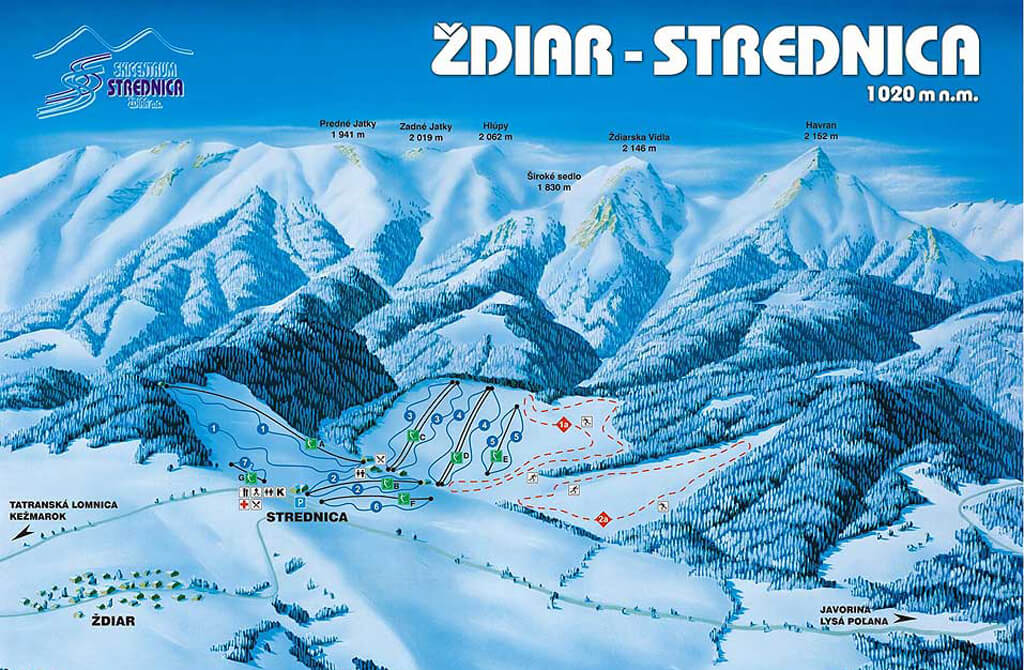 ŽDIAR - STREDNICA
1020 m n.m.
SKICENTRUM
STREDNICA
ŽDIAR a.s.
Predné Jatky
1 941 m
Zadné Jatky
2 019 m
Hlúpy
2 062 m
Široké sedlo
1 830 m
Ždiarska Vidla
2 146 m
Havran
2 152 m
1
1
A
3
3
C
4
4
D
5
5
E
1a
7
G
2
2
B
6
F
K
P
STREDNICA
2a
TATRANSKÁ LOMNICA
KEŽMAROK
ŽDIAR
JAVORINA
LYSÁ POĽANA